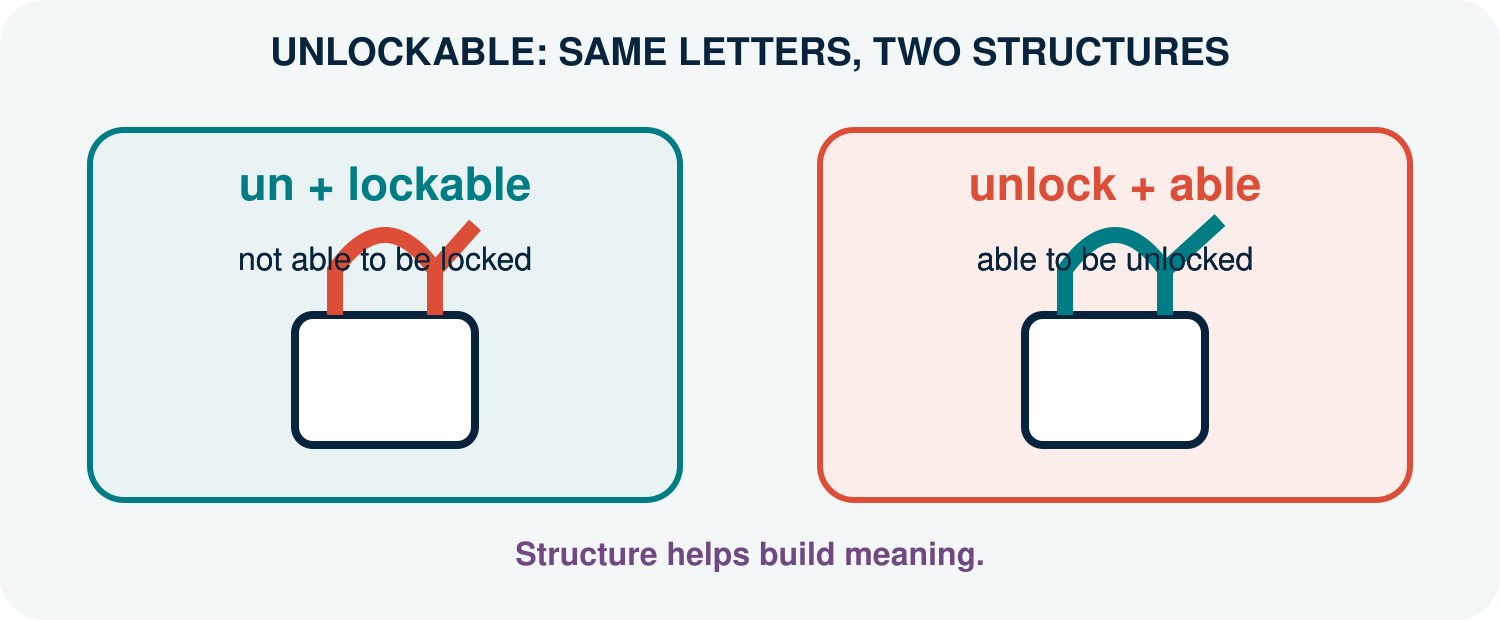 UNLOCKABLE: SAME LETTERS, TWO STRUCTURES
un + lockable
not able to be locked
unlock + able
able to be unlocked
Structure helps build meaning.